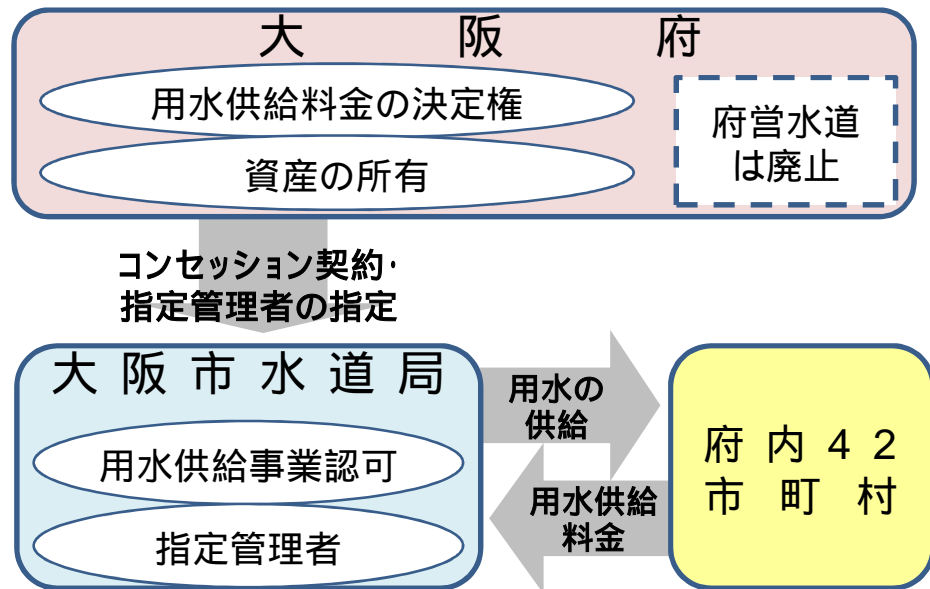 大阪府
用水供給料金の決定権
資産の所有
府営水道
は廃止
コンセッション契約・
指定管理者の指定
大阪市水道局
用水供給事業認可
指定管理者
用水の
供給
用水供給
料金
府内４２
市町村